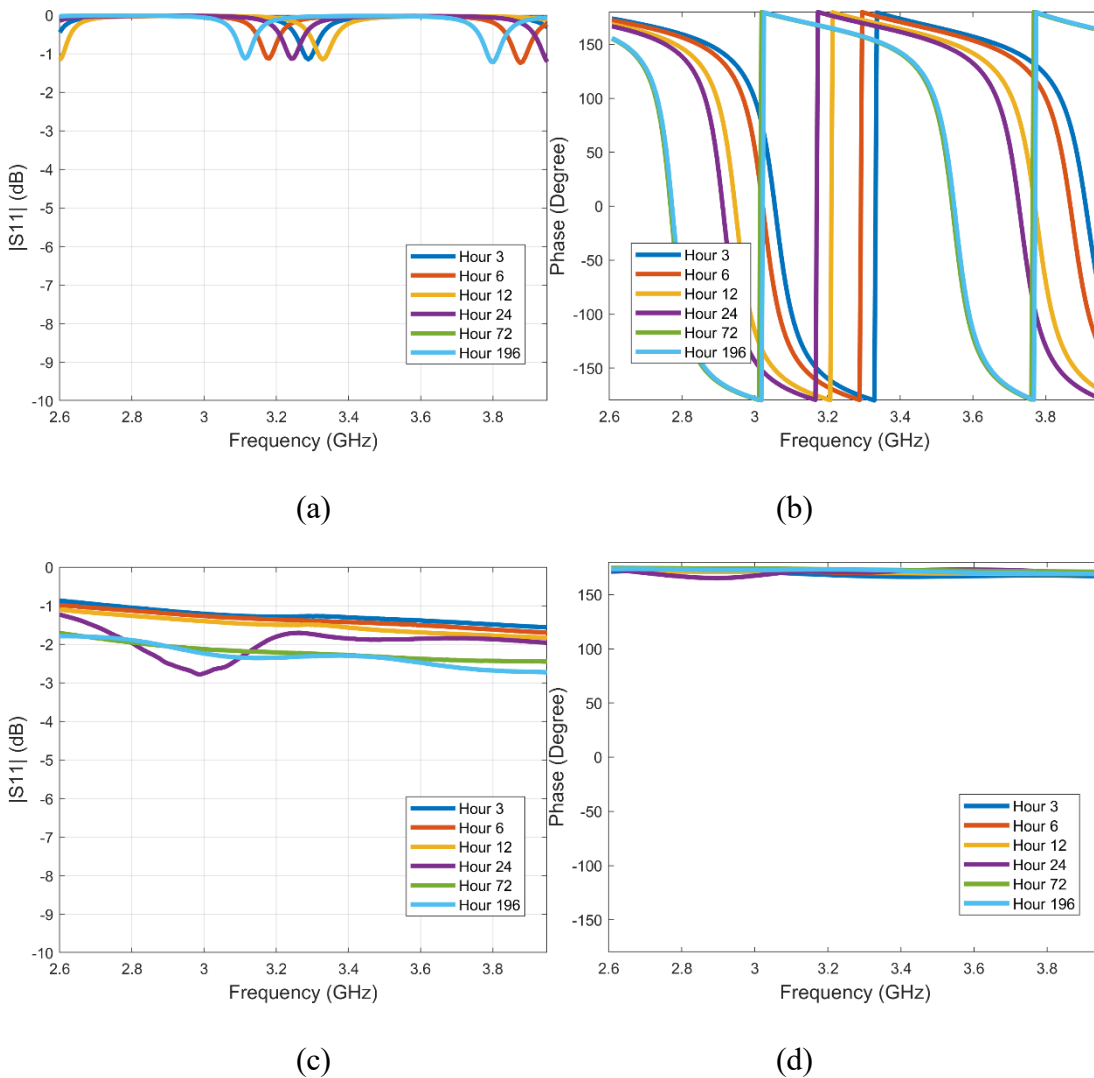 0
-1
-2
-3
-4
-5
-6
-7
-8
-9
-10
|S11| (dB)
2.6 2.8 3 3.2 3.4 3.6 3.8
Frequency (GHz)
Hour 3
Hour 6
Hour 12
Hour 24
Hour 72
Hour 196
(a)
150
100
50
0
-50
-100
-150
Phase (Degree)
2.6 2.8 3 3.2 3.4 3.6 3.8
Frequency (GHz)
Hour 3
Hour 6
Hour 12
Hour 24
Hour 72
Hour 196
(b)
0
-1
-2
-3
-4
-5
-6
-7
-8
-9
-10
|S11| (dB)
2.6 2.8 3 3.2 3.4 3.6 3.8
Frequency (GHz)
Hour 3
Hour 6
Hour 12
Hour 24
Hour 72
Hour 196
(c)
150
100
50
0
-50
-100
-150
Phase (Degree)
2.6 2.8 3 3.2 3.4 3.6 3.8
Frequency (GHz)
Hour 3
Hour 6
Hour 12
Hour 24
Hour 72
Hour 196
(d)